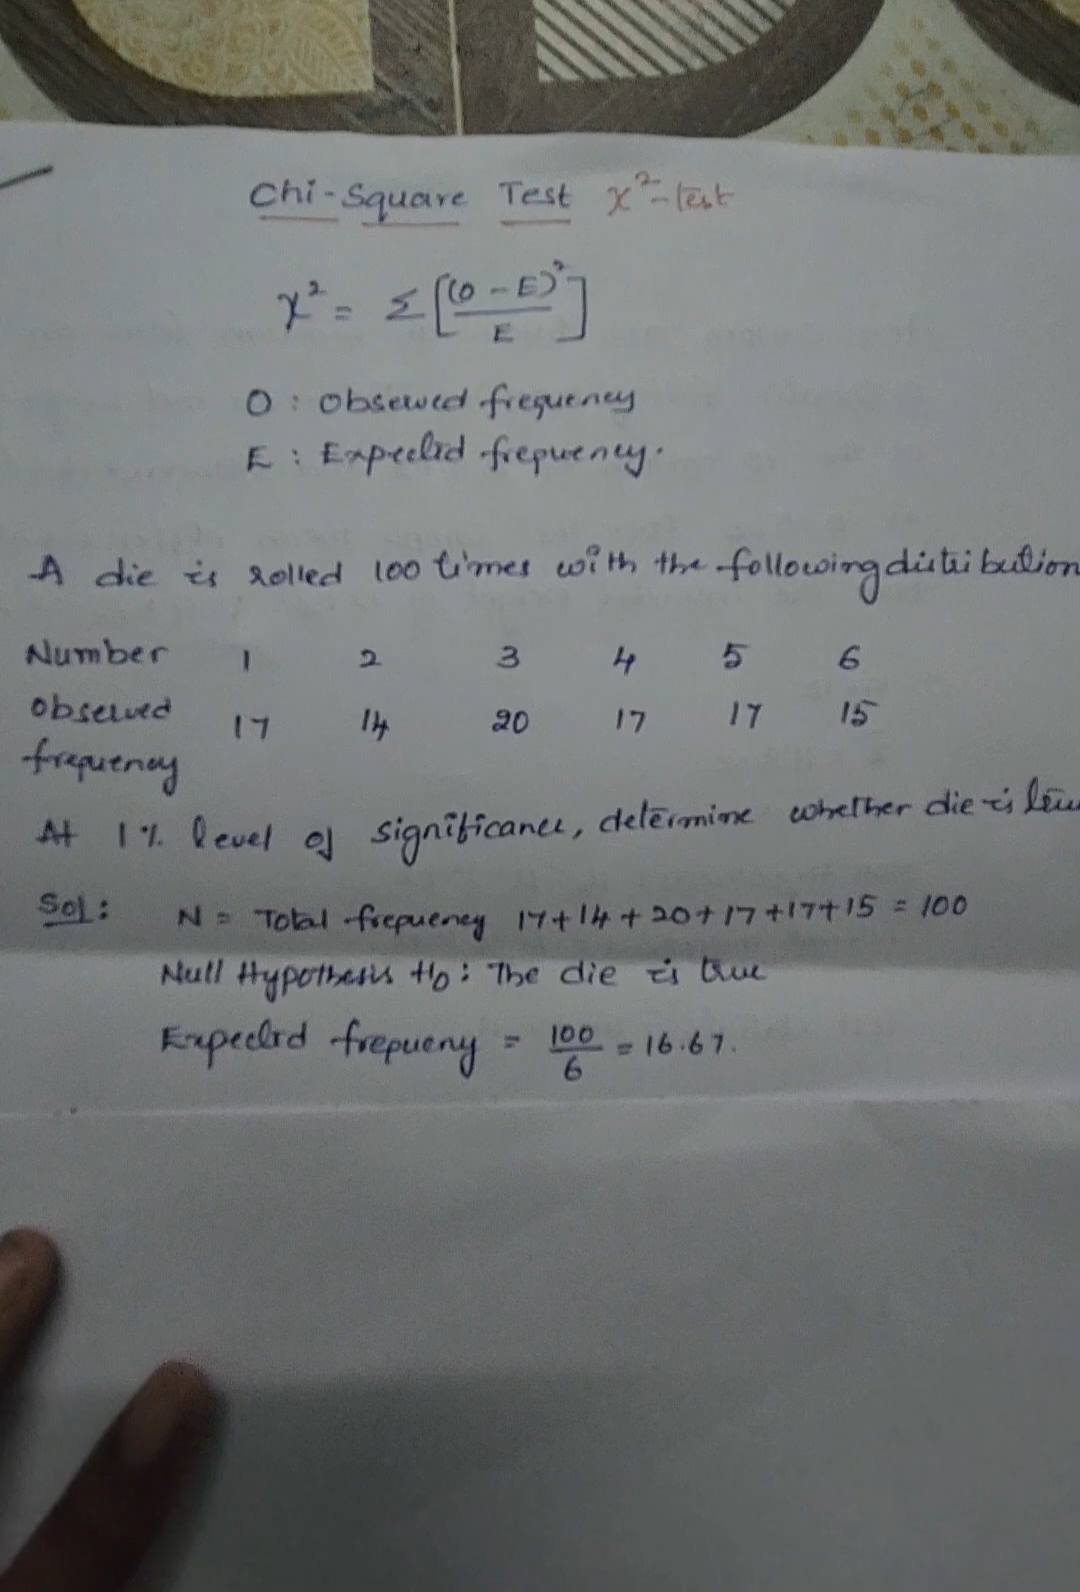 Chi-Square Test χ²-test
χ² = Σ [(O-E)²/E]
O : Observed frequency
E : Expected frequency.
A die is rolled 100 times with the following distribution
Number 1 2 3 4 5 6
Observed frequency 17 14 20 17 17 15
At 1% level of significance, determine whether die is
Sol: N = Total frequency 17+14+20+17+17+15 = 100
Null Hypothesis H₀: The die is true
Expected frequency = 100/6 = 16.67.